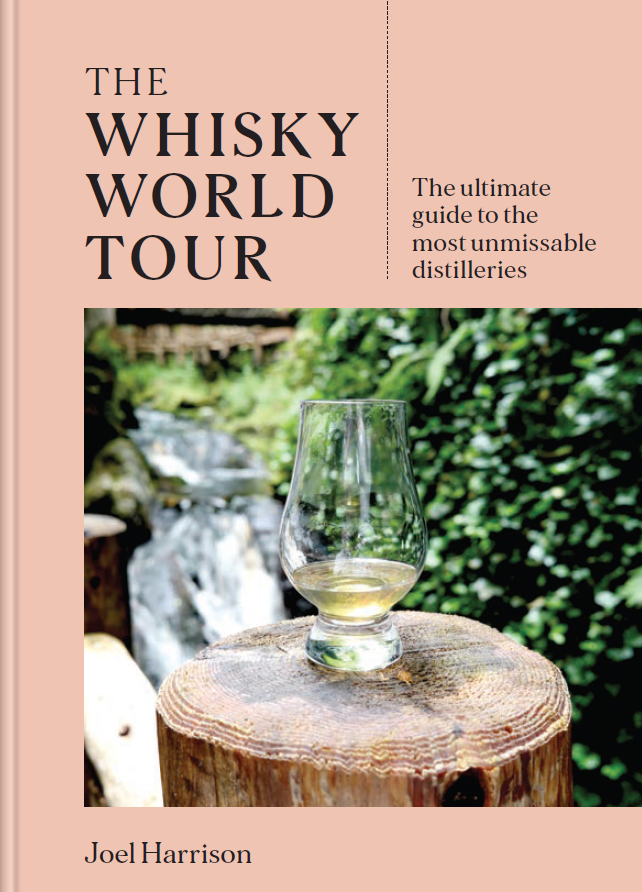 THE
WHISKY
WORLD
TOUR
The ultimate
guide to the
most unmissable
distilleries
Joel Harrison